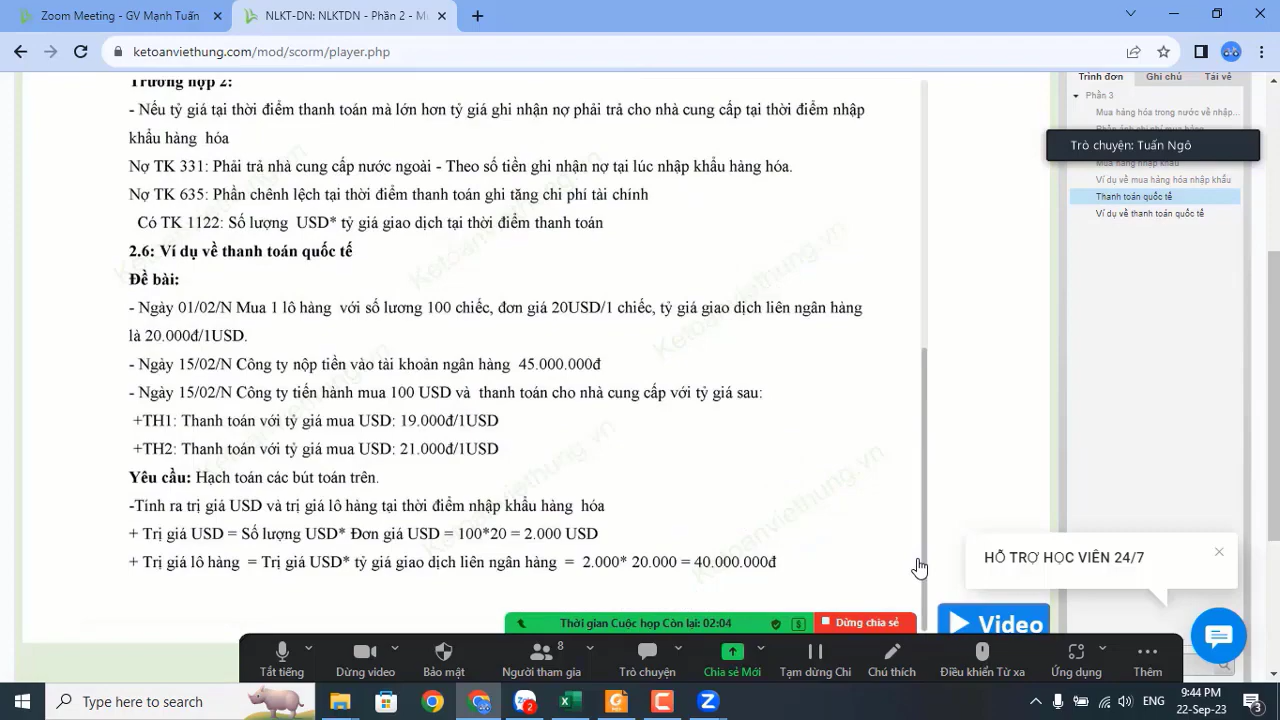 Zoom Meeting - GV Mạnh Tuấn
NLKT-DN: NLKTDN - Phần 2 - Mu
ketoanviethung.com/mod/scorm/player.php
Trường hợp 2:
- Nếu tỷ giá tại thời điểm thanh toán mà lớn hơn tỷ giá ghi nhận nợ phải trả cho nhà cung cấp tại thời điểm nhập
khẩu hàng hóa
Nợ TK 331: Phải trả nhà cung cấp nước ngoài - Theo số tiền ghi nhận nợ tại lúc nhập khẩu hàng hóa.
Nợ TK 635: Phần chênh lệch tại thời điểm thanh toán ghi tăng chi phí tài chính
Có TK 1122: Số lượng USD* tỷ giá giao dịch tại thời điểm thanh toán
2.6: Ví dụ về thanh toán quốc tế
Đề bài:
- Ngày 01/02/N Mua 1 lô hàng với số lương 100 chiếc, đơn giá 20USD/1 chiếc, tỷ giá giao dịch liên ngân hàng
là 20.000đ/1USD.
- Ngày 15/02/N Công ty nộp tiền vào tài khoản ngân hàng 45.000.000đ
- Ngày 15/02/N Công ty tiến hành mua 100 USD và thanh toán cho nhà cung cấp với tỷ giá sau:
+TH1: Thanh toán với tỷ giá mua USD: 19.000đ/1USD
+TH2: Thanh toán với tỷ giá mua USD: 21.000đ/1USD
Yêu cầu: Hạch toán các bút toán trên.
-Tính ra trị giá USD và trị giá lô hàng tại thời điểm nhập khẩu hàng hóa
+ Trị giá USD = Số lượng USD* Đơn giá USD = 100*20 = 2.000 USD
+ Trị giá lô hàng = Trị giá USD* tỷ giá giao dịch liên ngân hàng = 2.000* 20.000 = 40.000.000đ
Ketoanviethung.vn
Trình đơn Ghi chú Tải về
Phần 3
Mua hàng hóa trong nước về nhập...
Trò chuyện: Tuấn Ngô
Mua hàng nhập khẩu
Ví dụ về mua hàng hóa nhập khẩu
Thanh toán quốc tế
Ví dụ về thanh toán quốc tế
HỖ TRỢ HỌC VIÊN 24/7
Video
Thời gian Cuộc họp Còn lại: 02:04
Dừng chia sẻ
8
Tắt tiếng
Dừng video
Bảo mật
Người tham gia
Trò chuyện
Chia sẻ Mới
Tạm dừng Chi
Chú thích
Điều khiển Từ xa
Ứng dụng
Thêm
Type here to search
2
ENG
9:44 PM
22-Sep-23
3